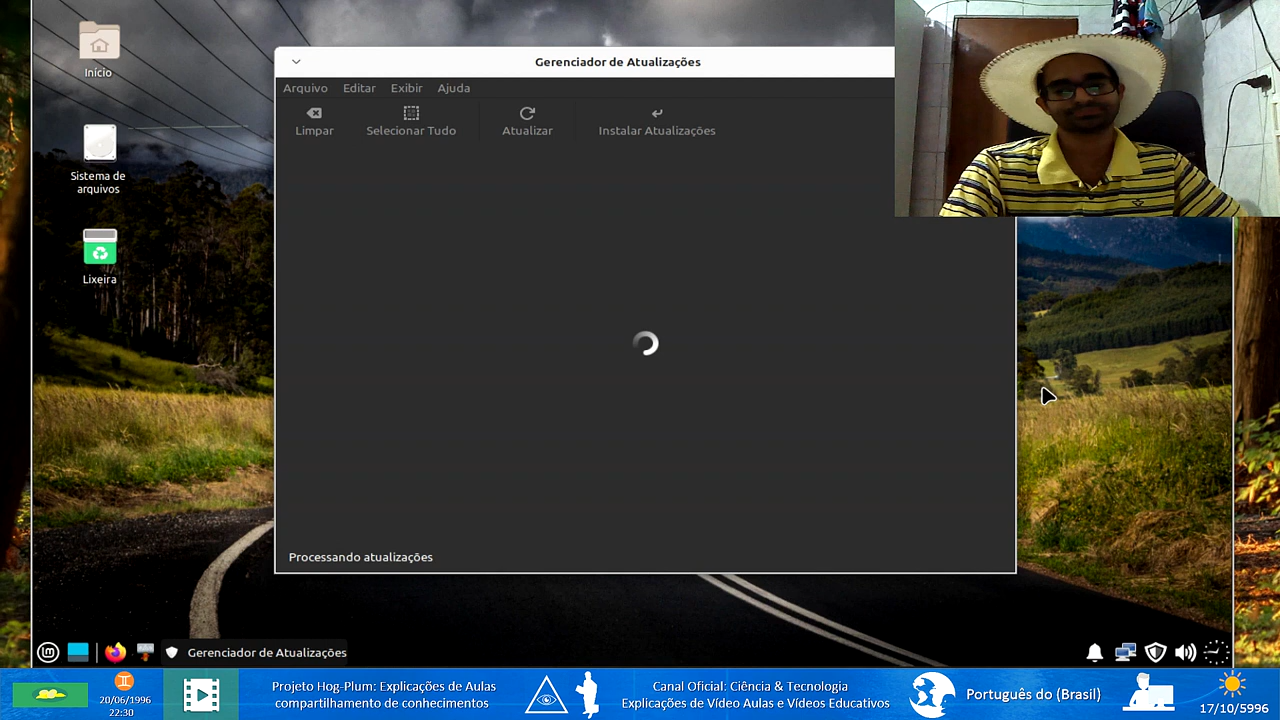 Início
Sistema de
arquivos
Lixeira
Gerenciador de Atualizações
Arquivo Editar Exibir Ajuda
Limpar Selecionar Tudo Atualizar Instalar Atualizações
Processando atualizações
Gerenciador de Atualizações
20/06/1996
22:30
Projeto Hog-Plum: Explicações de Aulas
compartilhamento de conhecimentos
Canal Oficial: Ciência & Tecnologia
Explicações de Vídeo Aulas e Vídeos Educativos
Português do (Brasil)
17/10/5996